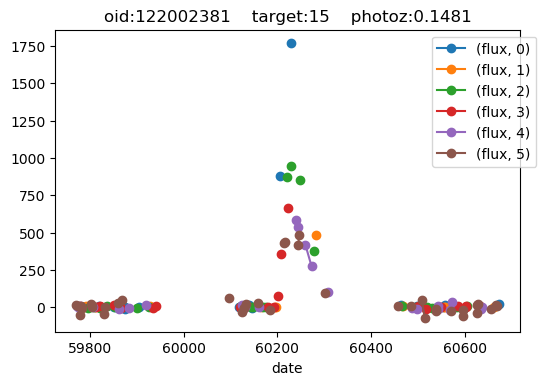 oid:122002381    target:15    photoz:0.1481
1750
1500
1250
1000
750
500
250
0
59800
60000
60200
60400
60600
date
(flux, 0)
(flux, 1)
(flux, 2)
(flux, 3)
(flux, 4)
(flux, 5)